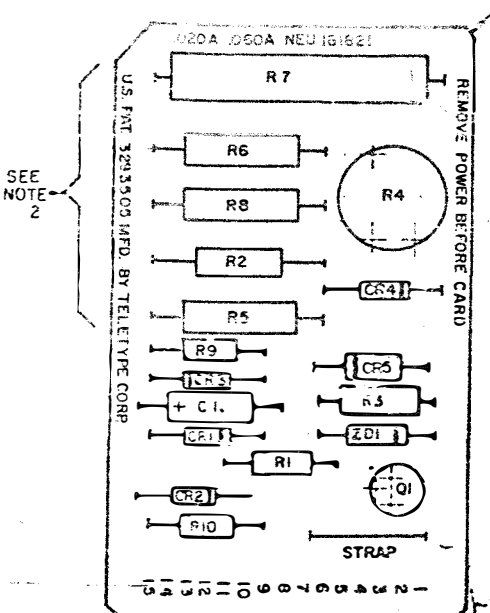 .020A .060A NEU 181821
R7
U.S. PAT. 3293505 MFD. BY TELETYPE CORP
REMOVE POWER BEFORE CARD
SEE
NOTE
2
R6
R4
R8
R2
CR4
R5
R9
CR5
CR3
+ C1.
R3
CR1
ZD1
R1
CR2
Q1
R10
STRAP
15 14 13 12 11 10 9 8 7 6 5 4 3 2 1